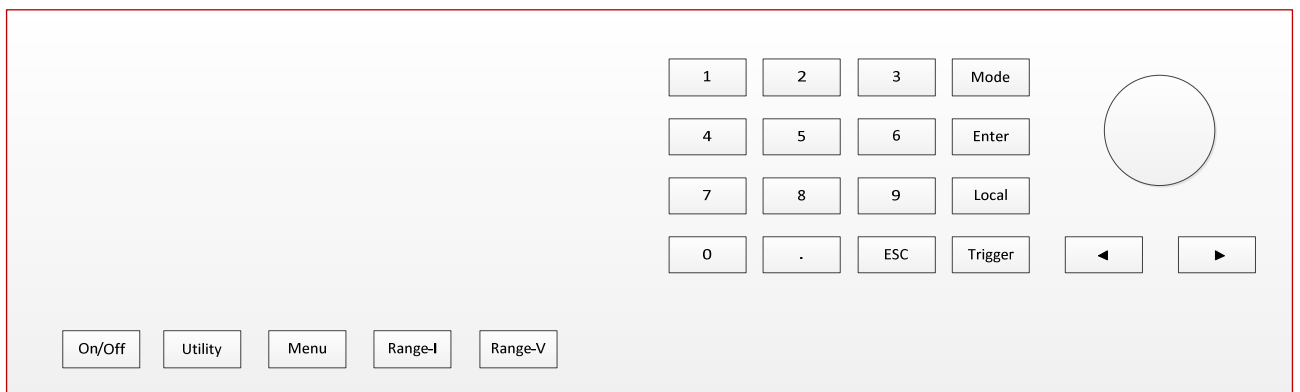 1 2 3 Mode
4 5 6 Enter
7 8 9 Local
0 . ESC Trigger ◄ ►
On/Off Utility Menu Range-I Range-V